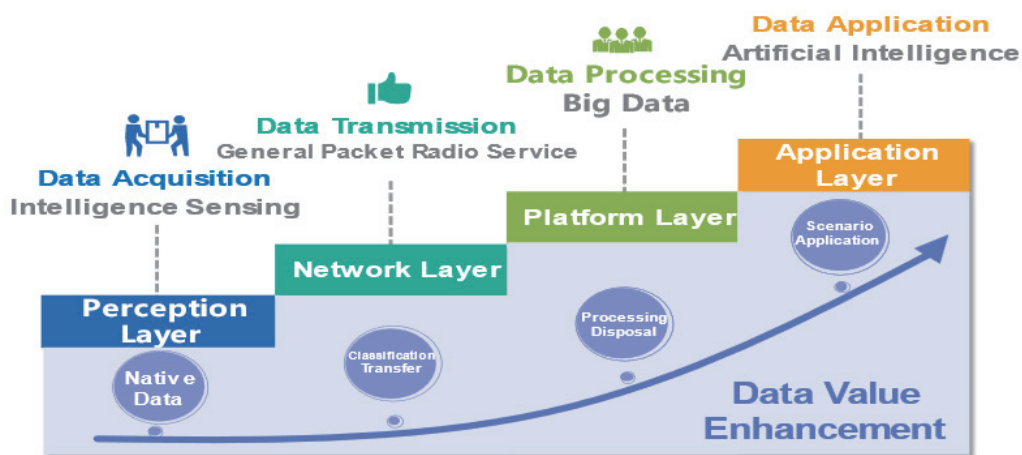 Data Application
Artificial Intelligence
Data Processing
Big Data
Data Transmission
General Packet Radio Service
Data Acquisition
Intelligence Sensing
Application
Layer
Platform Layer
Network Layer
Perception
Layer
Scenario
Application
Processing
Disposal
Classification
Transfer
Native
Data
Data Value
Enhancement